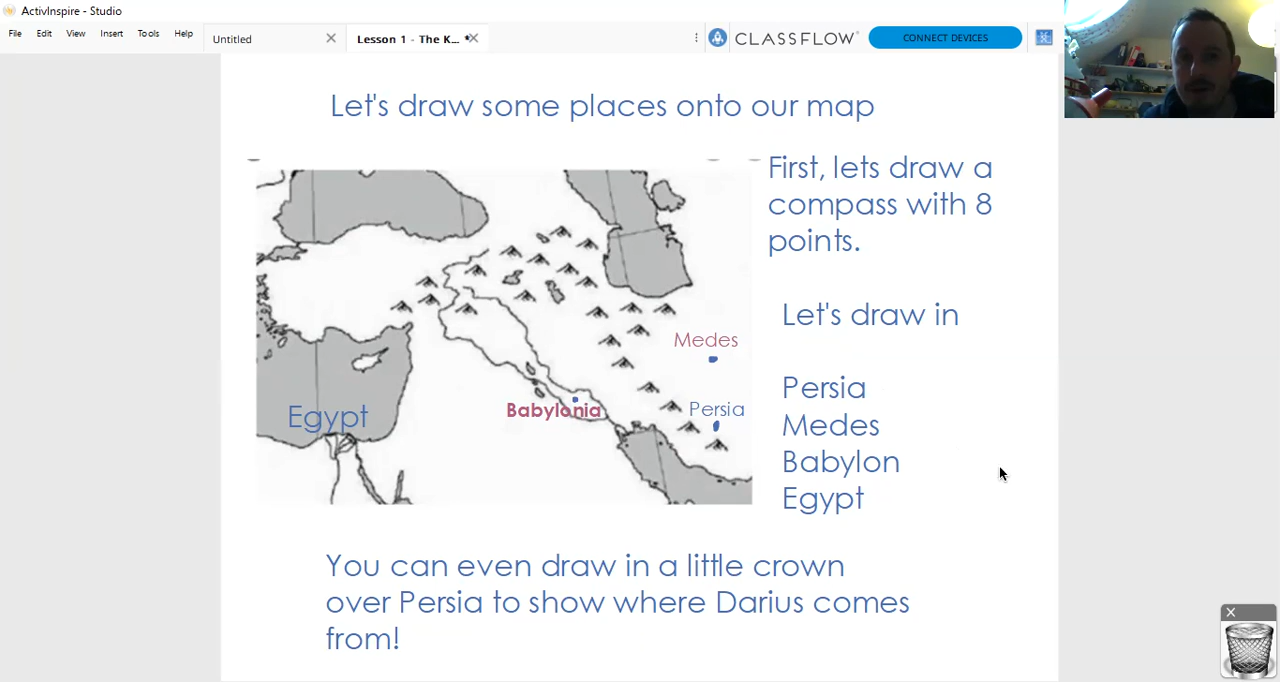 ActivInspire - Studio
File Edit View Insert Tools Help
Untitled
Lesson 1 - The K... *
CLASSFLOW
CONNECT DEVICES
Let's draw some places onto our map
First, lets draw a
compass with 8
points.
Let's draw in
Persia
Medes
Babylon
Egypt
Medes
Persia
Babylonia
Egypt
You can even draw in a little crown
over Persia to show where Darius comes
from!